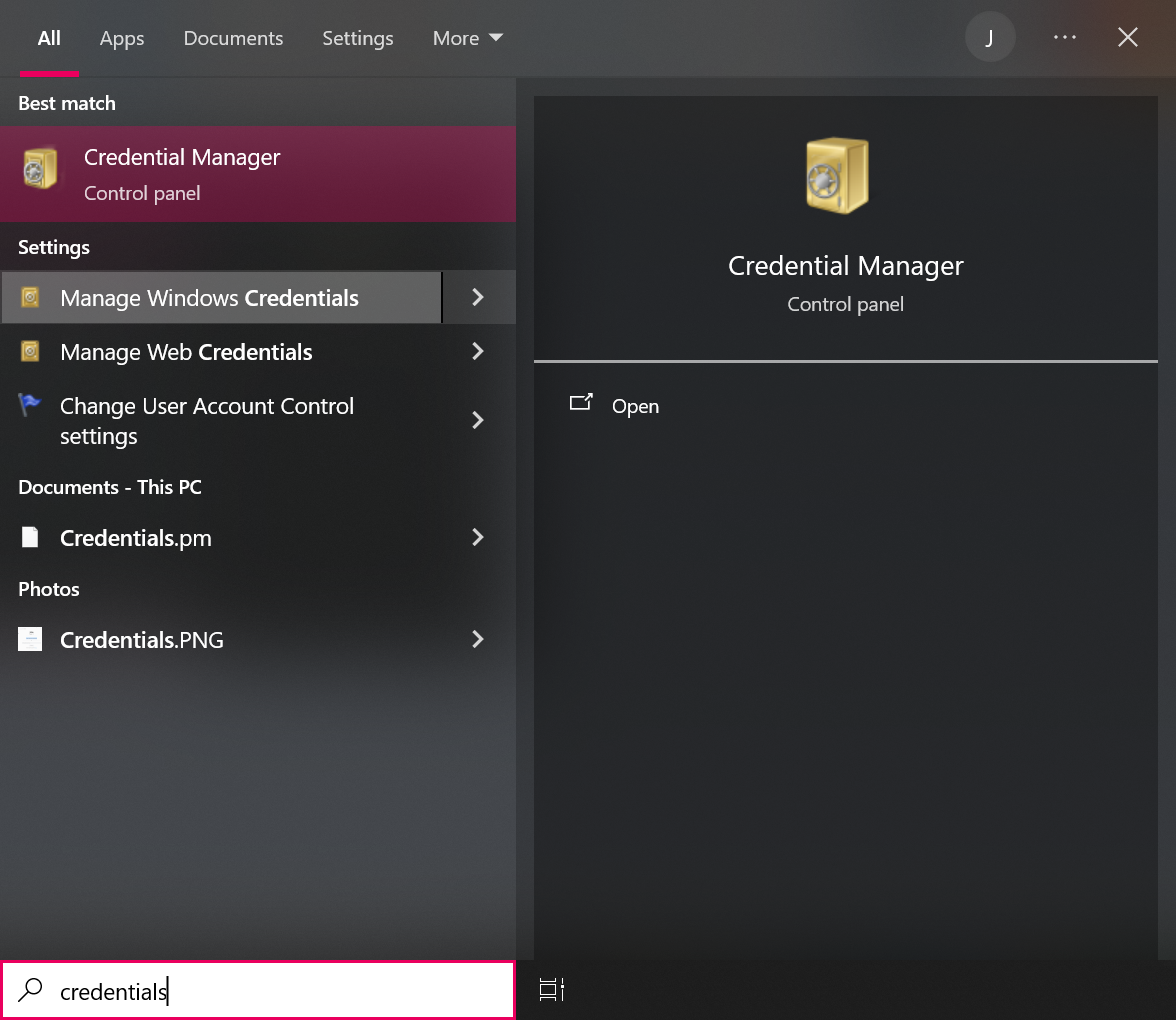 All Apps Documents Settings More J ...
Best match
Credential Manager
Control panel
Settings
Manage Windows Credentials
Manage Web Credentials
Change User Account Control
settings
Documents - This PC
Credentials.pm
Photos
Credentials.PNG
Credential Manager
Control panel
Open
credentials